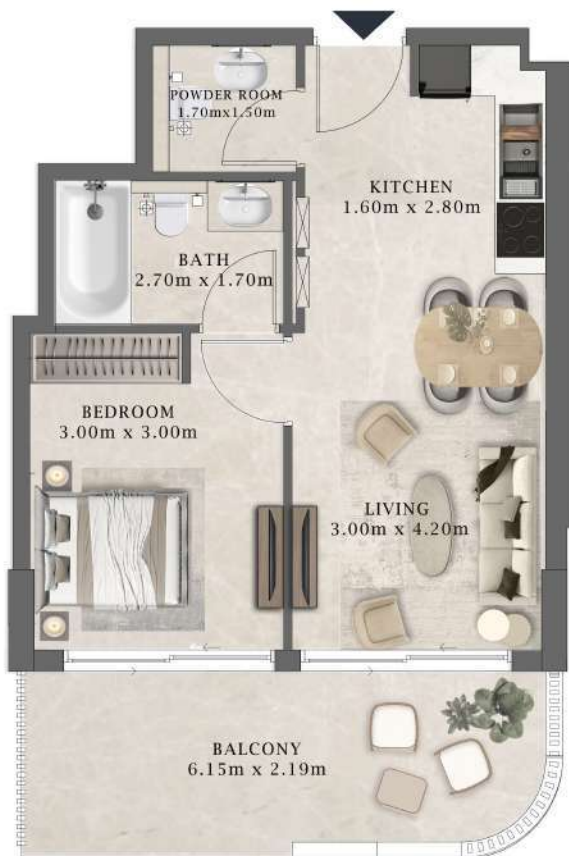 POWDER ROOM
1.70mx1.50m
KITCHEN
1.60m x 2.80m
BATH
2.70m x 1.70m
BEDROOM
3.00m x 3.00m
LIVING
3.00m x 4.20m
BALCONY
6.15m x 2.19m